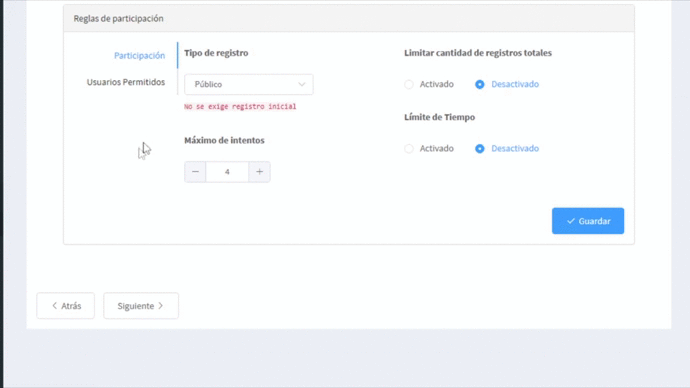 Reglas de participación
Participación
Usuarios Permitidos
Tipo de registro
Público
No se exige registro inicial
Máximo de intentos
4
Limitar cantidad de registros totales
Activado Desactivado
Límite de Tiempo
Activado Desactivado
Guardar
Atrás Siguiente